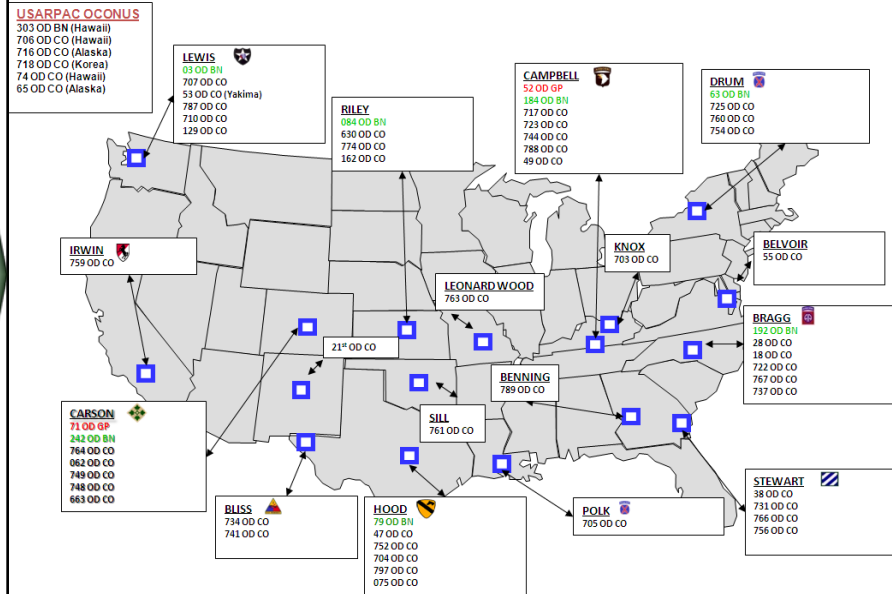 USARPAC OCONUS
303 OD BN (Hawaii)
706 OD CO (Hawaii)
716 OD CO (Alaska)
718 OD CO (Korea)
74 OD CO (Hawaii)
65 OD CO (Alaska)
LEWIS
03 OD BN
707 OD CO
53 OD CO (Yakima)
787 OD CO
710 OD CO
129 OD CO
RILEY
084 OD BN
630 OD CO
774 OD CO
162 OD CO
CAMPBELL
52 OD GP
184 OD BN
717 OD CO
723 OD CO
744 OD CO
788 OD CO
49 OD CO
DRUM
63 OD BN
725 OD CO
760 OD CO
754 OD CO
IRWIN
759 OD CO
LEONARD WOOD
763 OD CO
KNOX
703 OD CO
BELVOIR
55 OD CO
BRAGG
192 OD BN
28 OD CO
18 OD CO
722 OD CO
767 OD CO
737 OD CO
21st OD CO
BENNING
789 OD CO
SILL
761 OD CO
CARSON
71 OD GP
242 OD BN
764 OD CO
062 OD CO
749 OD CO
748 OD CO
663 OD CO
BLISS
734 OD CO
741 OD CO
HOOD
79 OD BN
47 OD CO
752 OD CO
704 OD CO
797 OD CO
075 OD CO
POLK
705 OD CO
STEWART
38 OD CO
731 OD CO
766 OD CO
756 OD CO